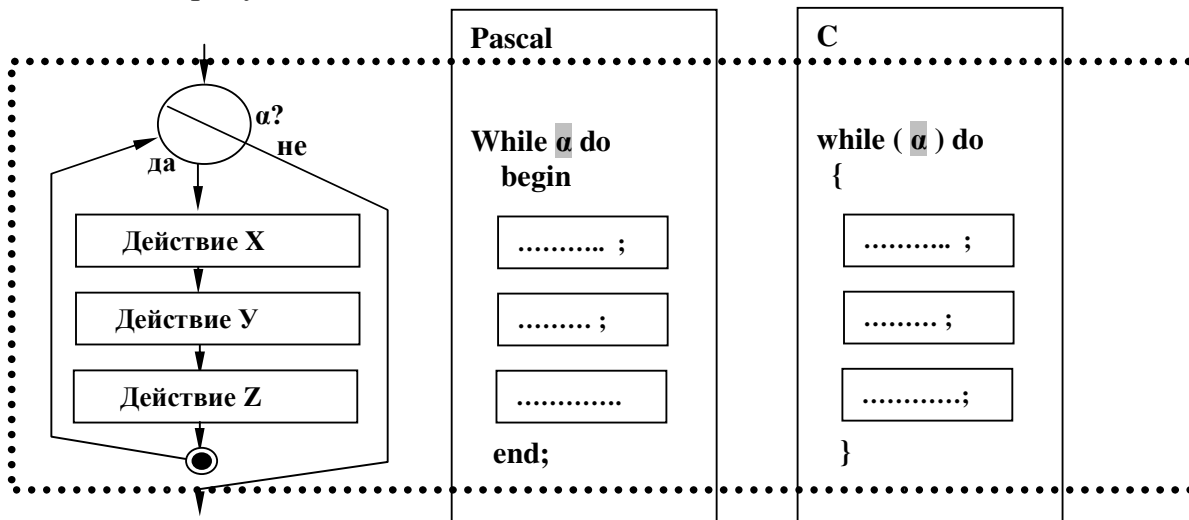 α?
да
не
Действие X
Действие У
Действие Z
Pascal
While α do
begin
……….. ;
……… ;
………….
end;
C
while ( α ) do
{
……….. ;
……… ;
…………;
}